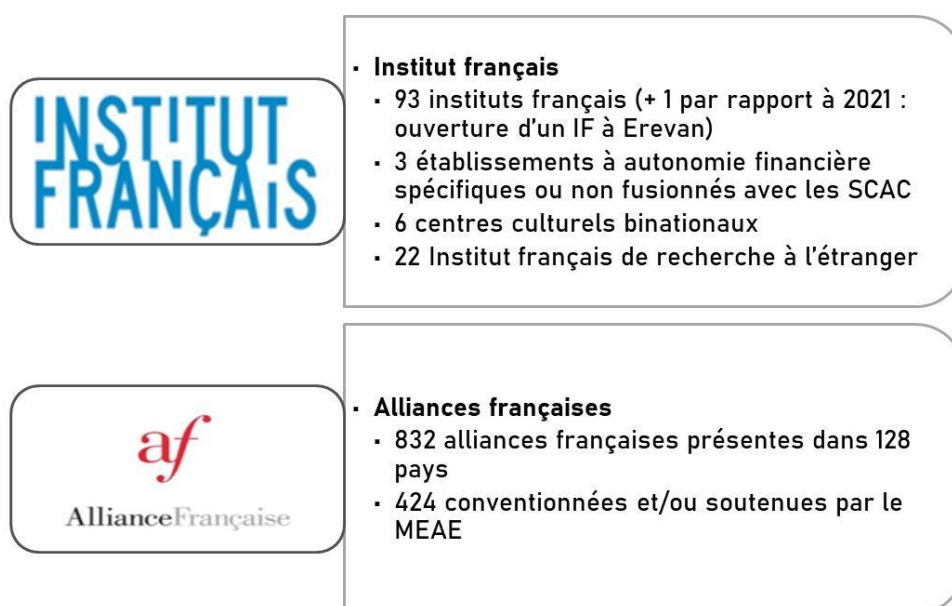 INSTITUT
FRANÇAIS
▪ Institut français
▪ 93 instituts français (+ 1 par rapport à 2021 :
ouverture d'un IF à Erevan)
▪ 3 établissements à autonomie financière
spécifiques ou non fusionnés avec les SCAC
▪ 6 centres culturels binationaux
▪ 22 Institut français de recherche à l'étranger
af
AllianceFrançaise
▪ Alliances françaises
▪ 832 alliances françaises présentes dans 128
pays
▪ 424 conventionnées et/ou soutenues par le
MEAE